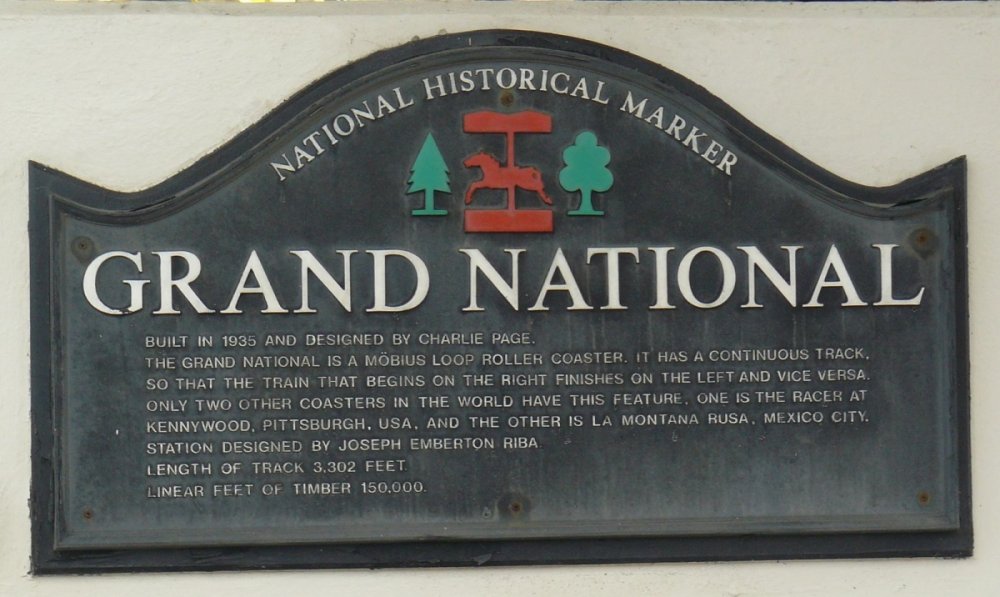 NATIONAL HISTORICAL MARKER
GRAND NATIONAL
BUILT IN 1935 AND DESIGNED BY CHARLIE PAGE.
THE GRAND NATIONAL IS A MÖBIUS LOOP ROLLER COASTER. IT HAS A CONTINUOUS TRACK,
SO THAT THE TRAIN THAT BEGINS ON THE RIGHT FINISHES ON THE LEFT AND VICE VERSA.
ONLY TWO OTHER COASTERS IN THE WORLD HAVE THIS FEATURE, ONE IS THE RACER AT
KENNYWOOD, PITTSBURGH, USA, AND THE OTHER IS LA MONTANA RUSA, MEXICO CITY.
STATION DESIGNED BY JOSEPH EMBERTON RIBA.
LENGTH OF TRACK 3,302 FEET.
LINEAR FEET OF TIMBER 150,000.